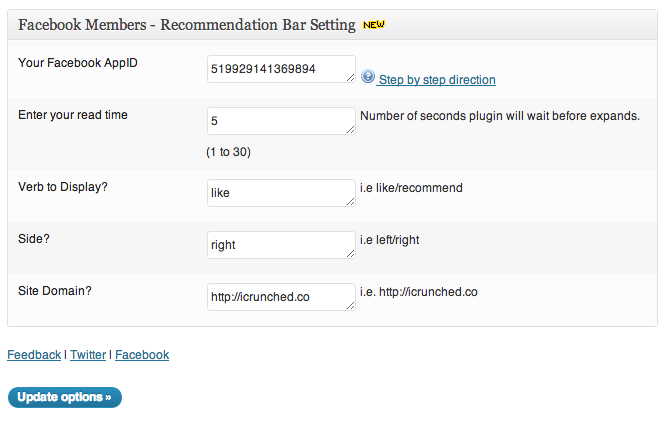 Facebook Members - Recommendation Bar Setting NEW
Your Facebook AppID 519929141369894 ? Step by step direction
Enter your read time 5 Number of seconds plugin will wait before expands.
(1 to 30)
Verb to Display? like i.e like/recommend
Side? right i.e left/right
Site Domain? http://icrunched.co i.e. http://icrunched.co
Feedback | Twitter | Facebook
Update options »